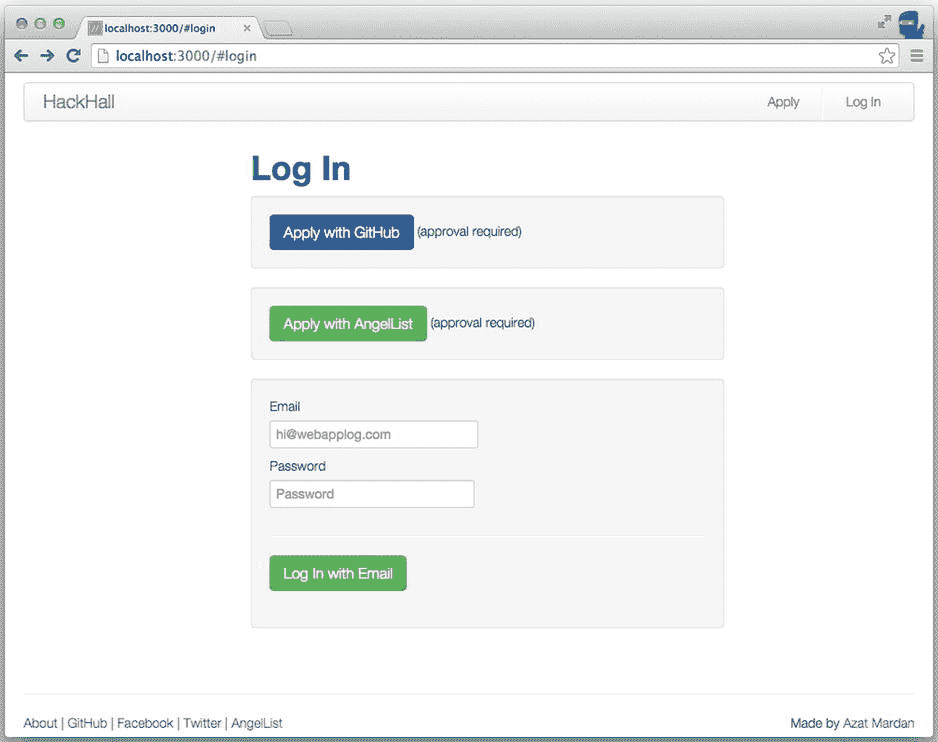 localhost:3000/#login
localhost:3000/#login
HackHall Apply Log In
Log In
Apply with GitHub (approval required)
Apply with AngelList (approval required)
Email
hi@webapplog.com
Password
Password
Log In with Email
About | GitHub | Facebook | Twitter | AngelList Made by Azat Mardan